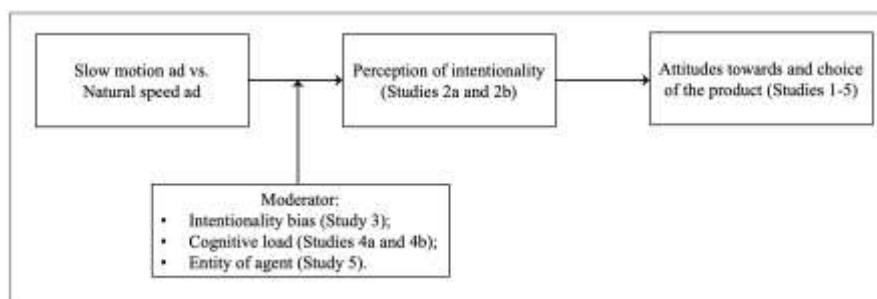 Slow motion ad vs.
Natural speed ad
Perception of intentionality
(Studies 2a and 2b)
Attitudes towards and choice
of the product (Studies 1-5)
Moderator:
• Intentionality bias (Study 3);
• Cognitive load (Studies 4a and 4b);
• Entity of agent (Study 5).